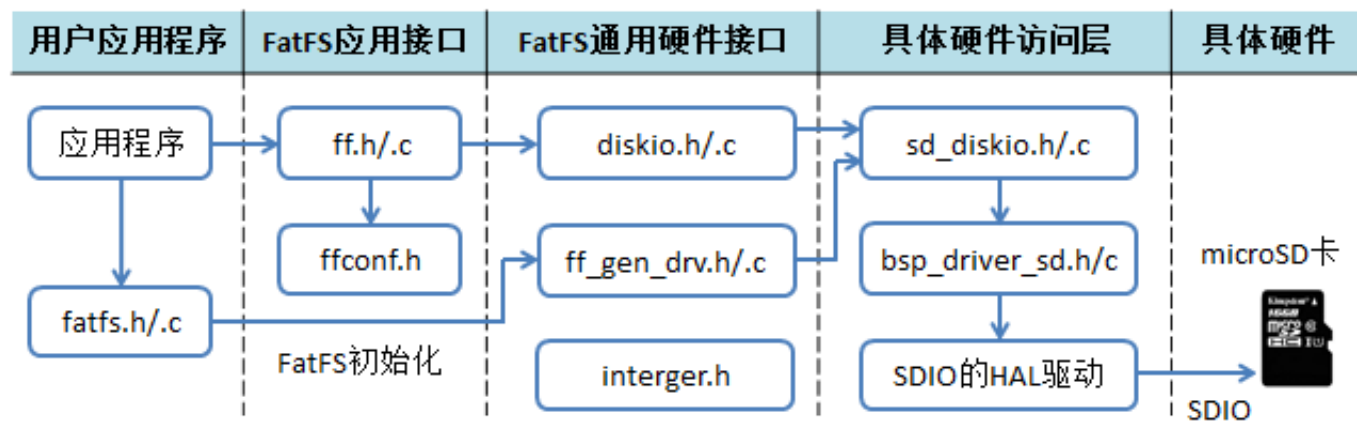 用户应用程序
FatFS应用接口
FatFS通用硬件接口
具体硬件访问层
具体硬件
应用程序
ff.h/.c
diskio.h/.c
sd_diskio.h/.c
ffconf.h
ff_gen_drv.h/.c
bsp_driver_sd.h/c
microSD卡
fatfs.h/.c
FatFS初始化
interger.h
SDIO的HAL驱动
SDIO
micro